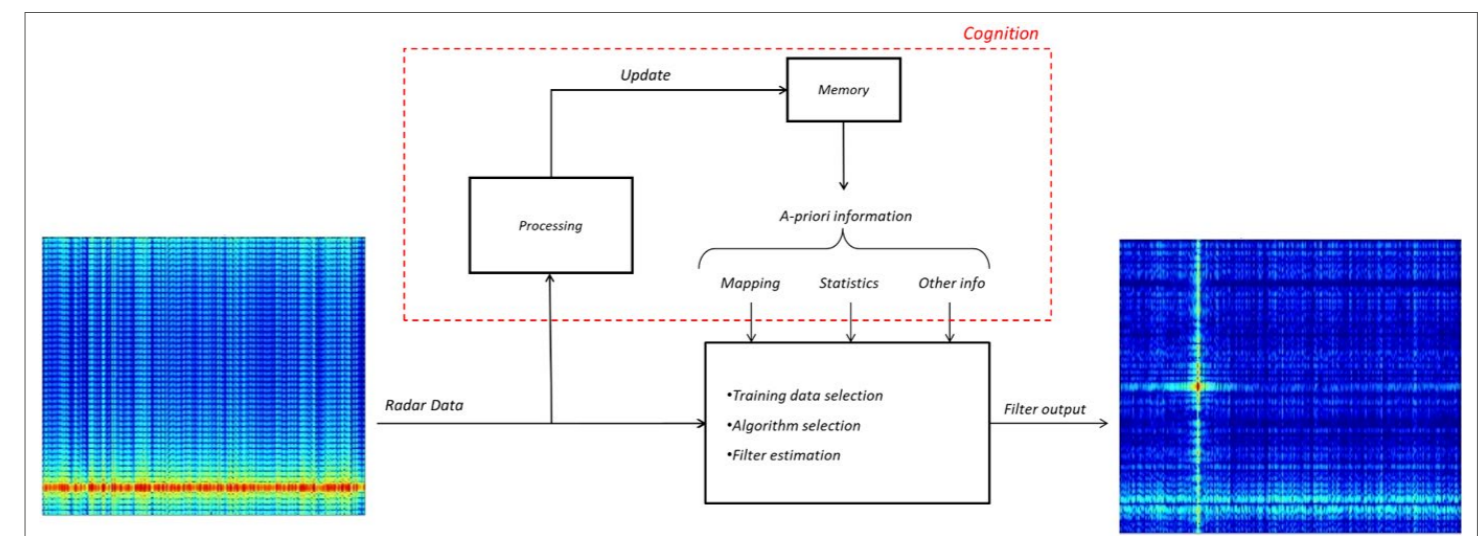 Cognition
Update
Memory
Processing
A-priori information
Mapping Statistics Other info
Radar Data
•Training data selection
•Algorithm selection
•Filter estimation
Filter output